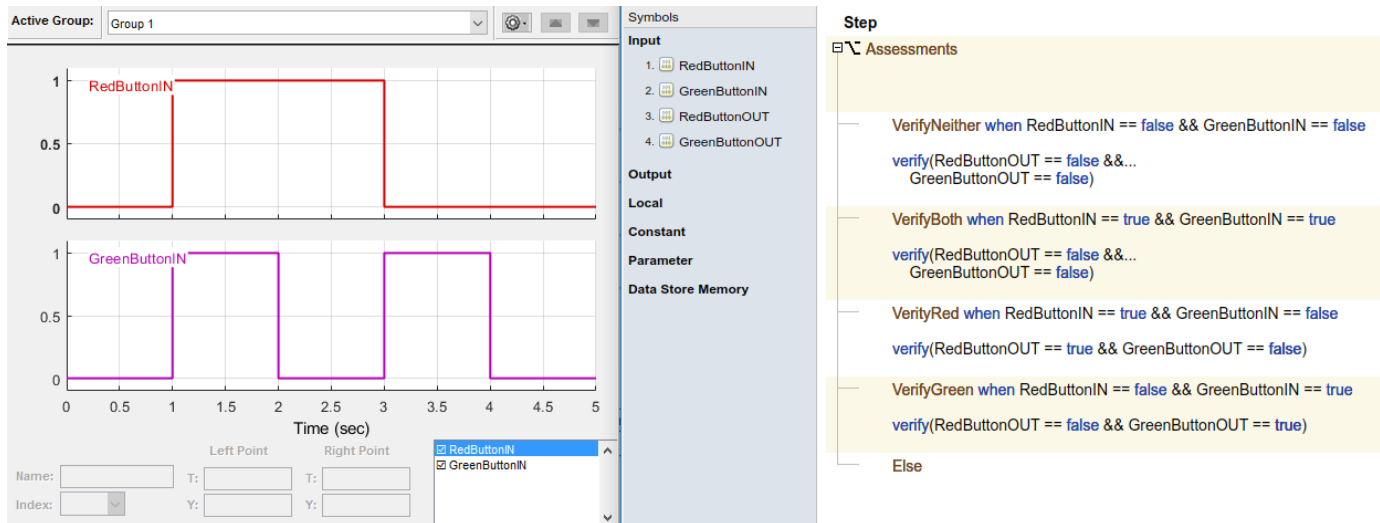 Active Group:
Group 1
1
RedButtonIN
0.5
0
1
GreenButtonIN
0.5
0
0 0.5 1 1.5 2 2.5 3 3.5 4 4.5 5
Time (sec)
Left Point Right Point
Name: T: T:
Index: Y: Y:
RedButtonIN
GreenButtonIN
Symbols
Input
1. RedButtonIN
2. GreenButtonIN
3. RedButtonOUT
4. GreenButtonOUT
Output
Local
Constant
Parameter
Data Store Memory
Step
Assessments
VerifyNeither when RedButtonIN == false && GreenButtonIN == false
verify(RedButtonOUT == false &&...
GreenButtonOUT == false)
VerifyBoth when RedButtonIN == true && GreenButtonIN == true
verify(RedButtonOUT == false &&...
GreenButtonOUT == false)
VerityRed when RedButtonIN == true && GreenButtonIN == false
verify(RedButtonOUT == true && GreenButtonOUT == false)
VerifyGreen when RedButtonIN == false && GreenButtonIN == true
verify(RedButtonOUT == false && GreenButtonOUT == true)
Else